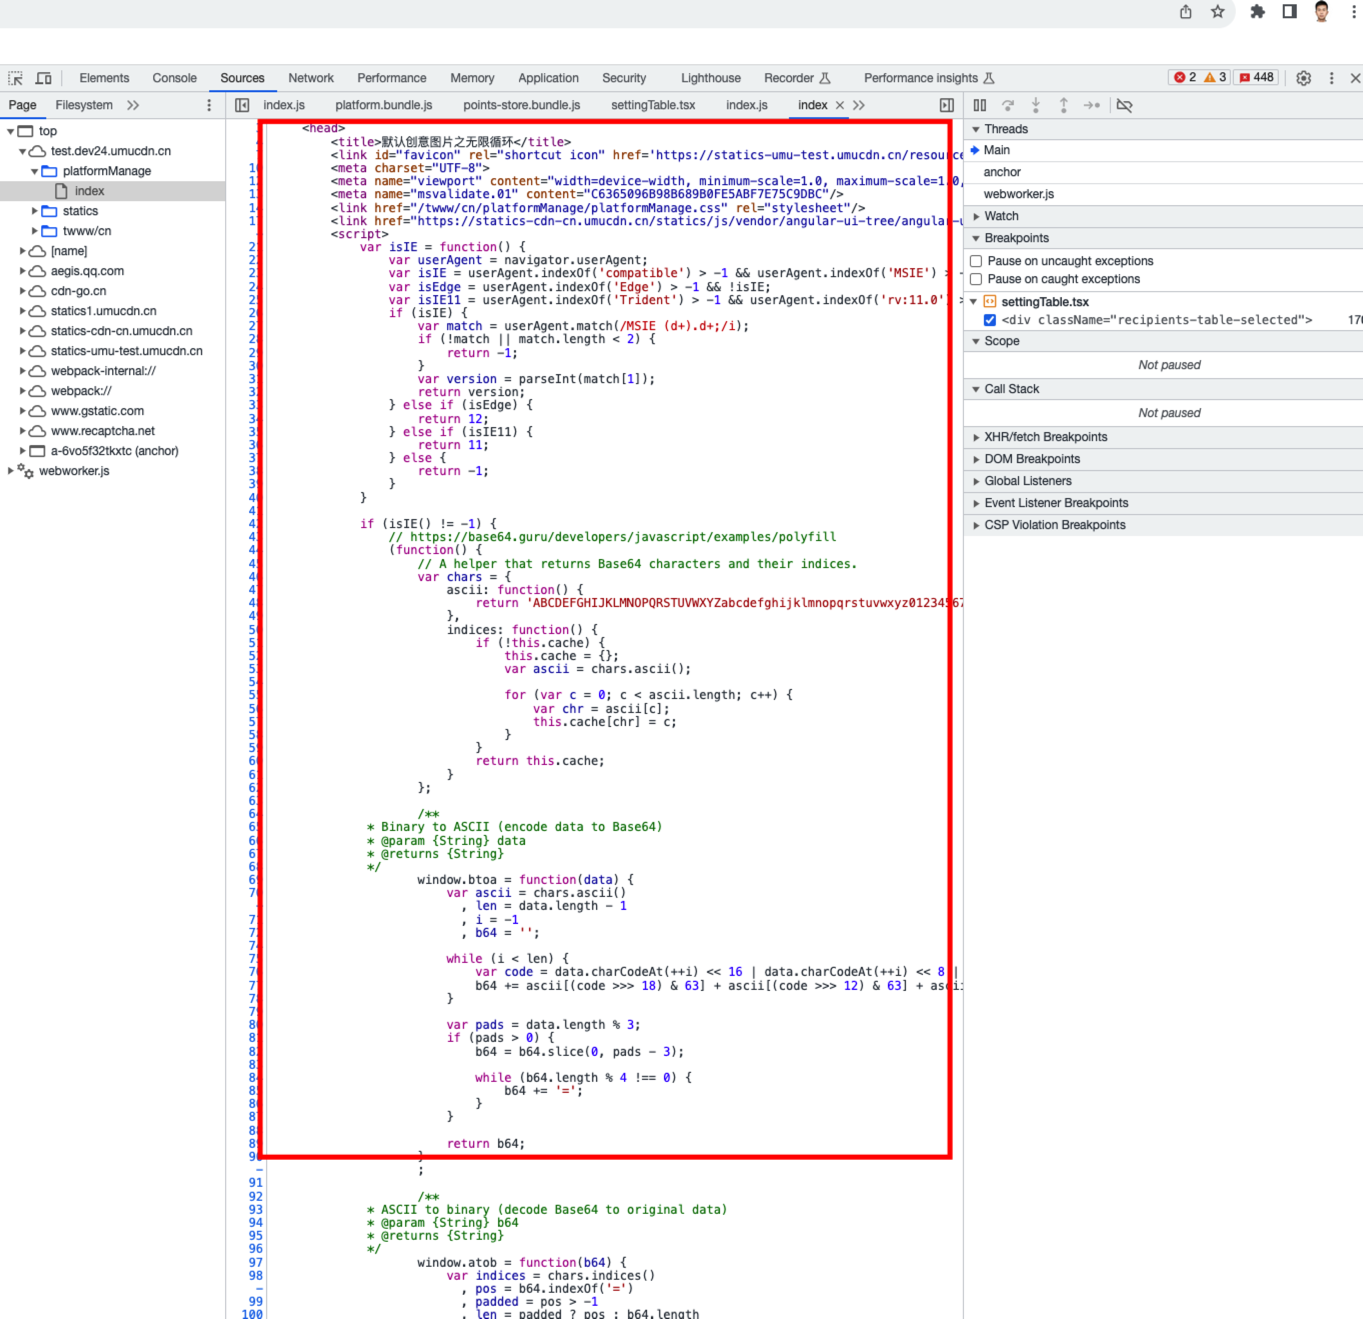 Elements Console Sources Network Performance Memory Application Security Lighthouse Recorder Performance insights 2 3 448
Page Filesystem index.js platform.bundle.js points-store.bundle.js settingTable.tsx index.js index
top
test.dev24.umucdn.cn
platformManage
index
statics
twww/cn
[name]
aegis.qq.com
cdn-go.cn
statics1.umucdn.cn
statics-cdn-cn.umucdn.cn
statics-umu-test.umucdn.cn
webpack-internal://
webpack://
www.gstatic.com
www.recaptcha.net
a-6vo5f32tkxtc (anchor)
webworker.js
<head>
<title>默认创意图片之无限循环</title>
<link id="favicon" rel="shortcut icon" href='https://statics-umu-test.umucdn.cn/resource
<meta charset="UTF-8">
<meta name="viewport" content="width=device-width, minimum-scale=1.0, maximum-scale=1.0,
<meta name="msvalidate.01" content="C6365096B98B689B0FE5ABF7E75C9DBC"/>
<link href="/twww/cn/platformManage/platformManage.css" rel="stylesheet"/>
<link href="https://statics-cdn-cn.umucdn.cn/statics/js/vendor/angular-ui-tree/angular-u
<script>
var isIE = function() {
var userAgent = navigator.userAgent;
var isIE = userAgent.indexOf('compatible') > -1 && userAgent.indexOf('MSIE') > -
var isEdge = userAgent.indexOf('Edge') > -1 && !isIE;
var isIE11 = userAgent.indexOf('Trident') > -1 && userAgent.indexOf('rv:11.0') >
if (isIE) {
var match = userAgent.match(/MSIE (d+).d+;/i);
if (!match || match.length < 2) {
return -1;
}
var version = parseInt(match[1]);
return version;
} else if (isEdge) {
return 12;
} else if (isIE11) {
return 11;
} else {
return -1;
}
}
if (isIE() != -1) {
// https://base64.guru/developers/javascript/examples/polyfill
(function() {
// A helper that returns Base64 characters and their indices.
var chars = {
ascii: function() {
return 'ABCDEFGHIJKLMNOPQRSTUVWXYZabcdefghijklmnopqrstuvwxyz01234567
},
indices: function() {
if (!this.cache) {
this.cache = {};
var ascii = chars.ascii();
for (var c = 0; c < ascii.length; c++) {
var chr = ascii[c];
this.cache[chr] = c;
}
}
return this.cache;
}
};
/**
* Binary to ASCII (encode data to Base64)
* @param {String} data
* @returns {String}
*/
window.btoa = function(data) {
var ascii = chars.ascii()
, len = data.length - 1
, i = -1
, b64 = '';
while (i < len) {
var code = data.charCodeAt(++i) << 16 | data.charCodeAt(++i) << 8 |
b64 += ascii[(code >>> 18) & 63] + ascii[(code >>> 12) & 63] + ascii
}
var pads = data.length % 3;
if (pads > 0) {
b64 = b64.slice(0, pads - 3);
while (b64.length % 4 !== 0) {
b64 += '=';
}
}
return b64;
}
;
91
92 /**
93 * ASCII to binary (decode Base64 to original data)
94 * @param {String} b64
95 * @returns {String}
96 */
97 window.atob = function(b64) {
98 var indices = chars.indices()
- , pos = b64.indexOf('=')
99 , padded = pos > -1
100 , len = padded ? pos : b64.length
Threads
Main
anchor
webworker.js
Watch
Breakpoints
Pause on uncaught exceptions
Pause on caught exceptions
settingTable.tsx
<div className="recipients-table-selected">
Scope
Not paused
Call Stack
Not paused
XHR/fetch Breakpoints
DOM Breakpoints
Global Listeners
Event Listener Breakpoints
CSP Violation Breakpoints